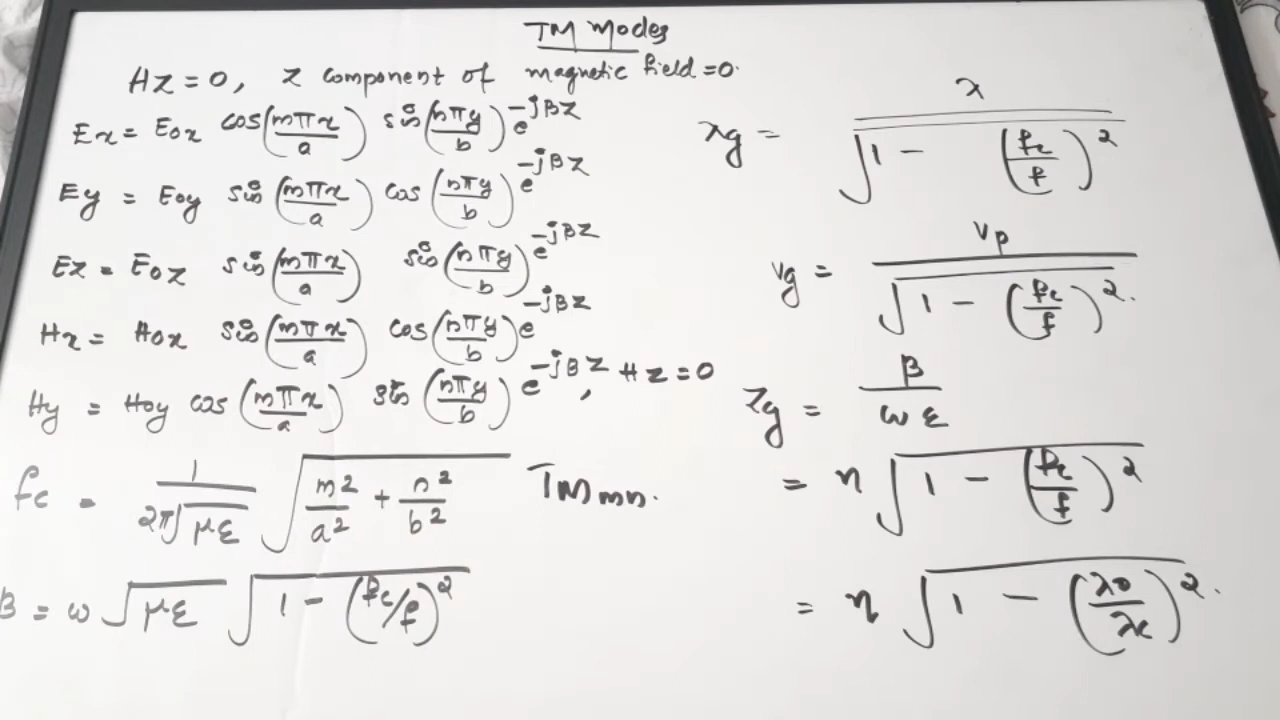 TM Modes
Hz = 0, z component of magnetic field = 0.
Ex = E0x cos(mπx/a) sin(nπy/b) e^-jβz
Ey = E0y sin(mπx/a) cos(nπy/b) e^-jβz
Ez = E0z sin(mπx/a) sin(nπy/b) e^-jβz
Hx = H0x sin(mπx/a) cos(nπy/b) e^-jβz
Hy = H0y cos(mπx/a) sin(nπy/b) e^-jβz, Hz = 0
fc = 1/(2π√με) √(m²/a² + n²/b²) TMmn.
β = ω√με √(1 - (fc/f)²)
λg = λ/√(1 - (fc/f)²)
vg = vp/√(1 - (fc/f)²).
Zg = β/ωε
= η √(1 - (fc/f)²)
= η √(1 - (λ0/λc)²).